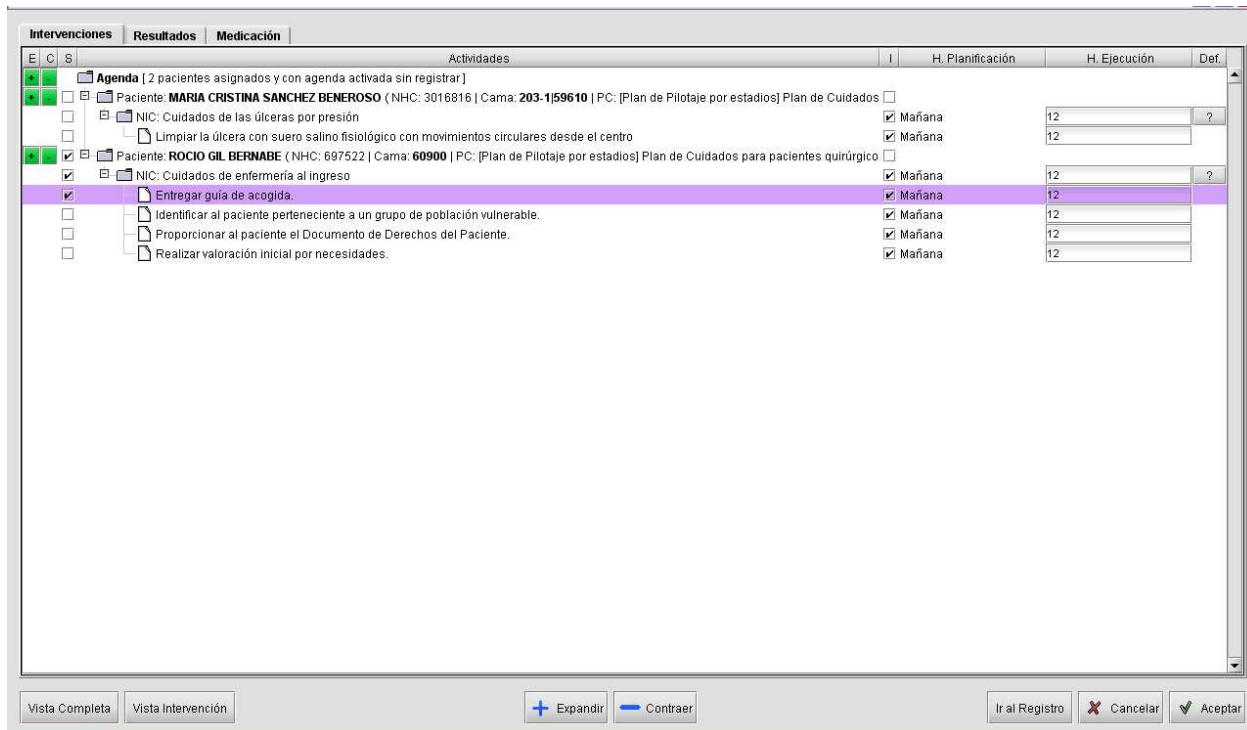 Intervenciones Resultados Medicación
E C S Actividades I H. Planificación H. Ejecución Def.
+ - Agenda [ 2 pacientes asignados y con agenda activada sin registrar ]
+ - Paciente: MARIA CRISTINA SANCHEZ BENEROSO ( NHC: 3016816 | Cama: 203-1|59610 | PC: [Plan de Pilotaje por estadios] Plan de Cuidados
NIC: Cuidados de las úlceras por presión Mañana 12 ?
Limpiar la úlcera con suero salino fisiológico con movimientos circulares desde el centro Mañana 12
+ - Paciente: ROCIO GIL BERNABE ( NHC: 697522 | Cama: 60900 | PC: [Plan de Pilotaje por estadios] Plan de Cuidados para pacientes quirúrgico
NIC: Cuidados de enfermería al ingreso Mañana 12 ?
Entregar guía de acogida. Mañana 12
Identificar al paciente perteneciente a un grupo de población vulnerable. Mañana 12
Proporcionar al paciente el Documento de Derechos del Paciente. Mañana 12
Realizar valoración inicial por necesidades. Mañana 12
Vista Completa Vista Intervención Expandir Contraer Ir al Registro Cancelar Aceptar